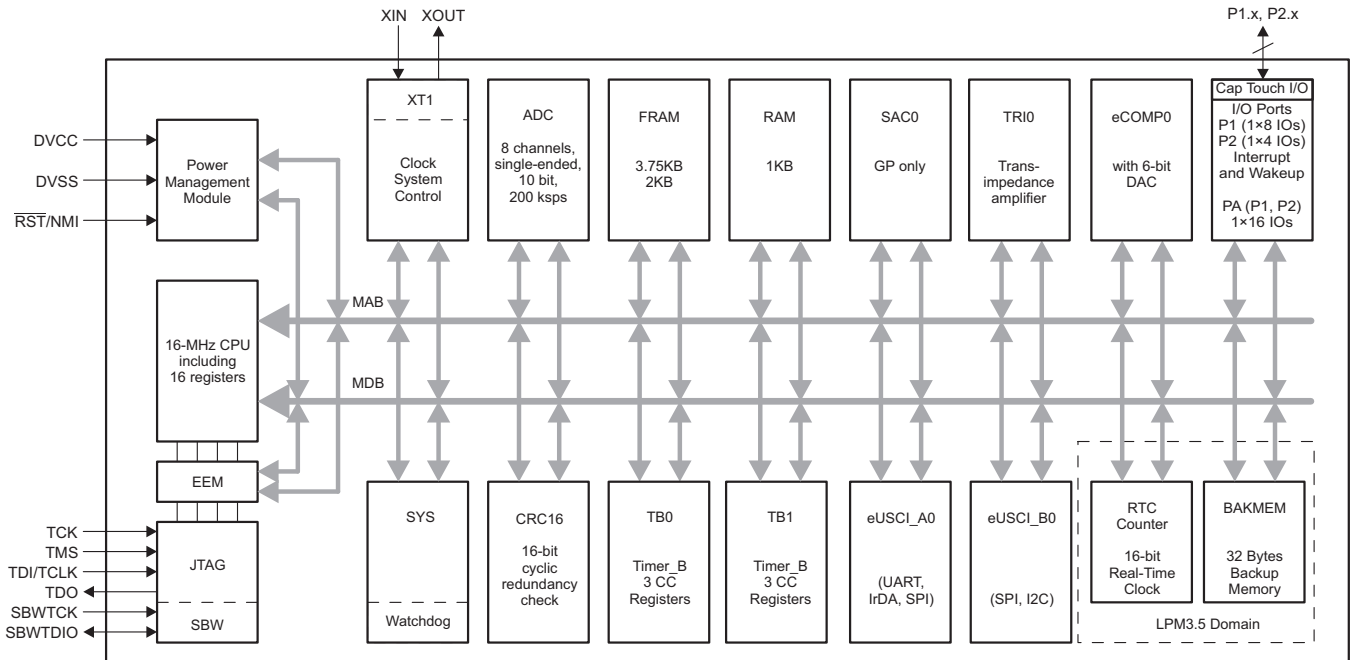 XIN XOUT
P1.x, P2.x
DVCC
DVSS
RST/NMI
Power
Management
Module
XT1
Clock
System
Control
ADC
8 channels,
single-ended,
10 bit,
200 ksps
FRAM
3.75KB
2KB
RAM
1KB
SAC0
GP only
TRI0
Trans-
impedance
amplifier
eCOMP0
with 6-bit
DAC
Cap Touch I/O
I/O Ports
P1 (1×8 IOs)
P2 (1×4 IOs)
Interrupt
and Wakeup
PA (P1, P2)
1×16 IOs
MAB
16-MHz CPU
including
16 registers
MDB
EEM
TCK
TMS
TDI/TCLK
TDO
SBWTCK
SBWTDIO
JTAG
SBW
SYS
Watchdog
CRC16
16-bit
cyclic
redundancy
check
TB0
Timer_B
3 CC
Registers
TB1
Timer_B
3 CC
Registers
eUSCI_A0
(UART,
IrDA, SPI)
eUSCI_B0
(SPI, I2C)
RTC
Counter
16-bit
Real-Time
Clock
BAKMEM
32 Bytes
Backup
Memory
LPM3.5 Domain